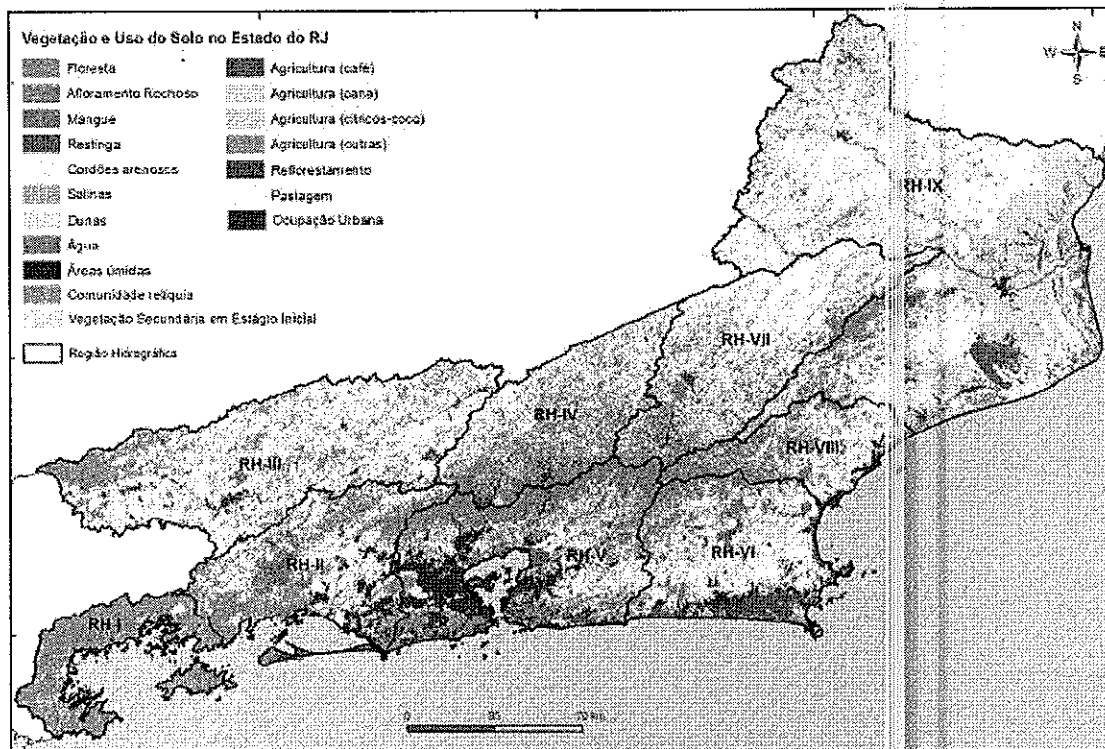 Vegetação e Uso do Solo no Estado do RJ
Floresta
Afloramento Rochoso
Mangue
Restinga
Cordões arenosos
Salinas
Dunas
Água
Áreas úmidas
Comunidade relíquia
Vegetação Secundária em Estágio Inicial
Região Hidrográfica
Agricultura (café)
Agricultura (cana)
Agricultura (cítricos-coco)
Agricultura (outras)
Reflorestamento
Pastagem
Ocupação Urbana
N
W E
S
RH-IX
RH-VII
RH-IV
RH-VIII
RH-III
RH-II
RH-V
RH-VI
RH-I
0